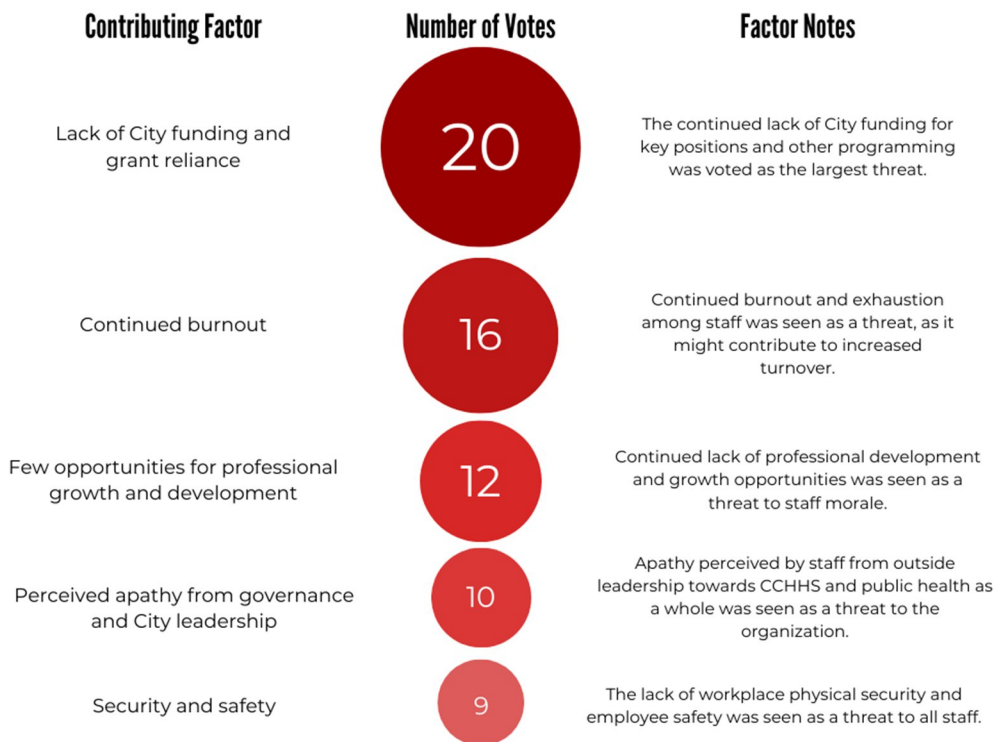 Contributing Factor
Number of Votes
Factor Notes
Lack of City funding and
grant reliance
20
The continued lack of City funding for
key positions and other programming
was voted as the largest threat.
Continued burnout
16
Continued burnout and exhaustion
among staff was seen as a threat, as it
might contribute to increased
turnover.
Few opportunities for professional
growth and development
12
Continued lack of professional development
and growth opportunities was seen as a
threat to staff morale.
Perceived apathy from governance
and City leadership
10
Apathy perceived by staff from outside
leadership towards CCHHS and public health as
a whole was seen as a threat to the
organization.
Security and safety
9
The lack of workplace physical security and
employee safety was seen as a threat to all staff.